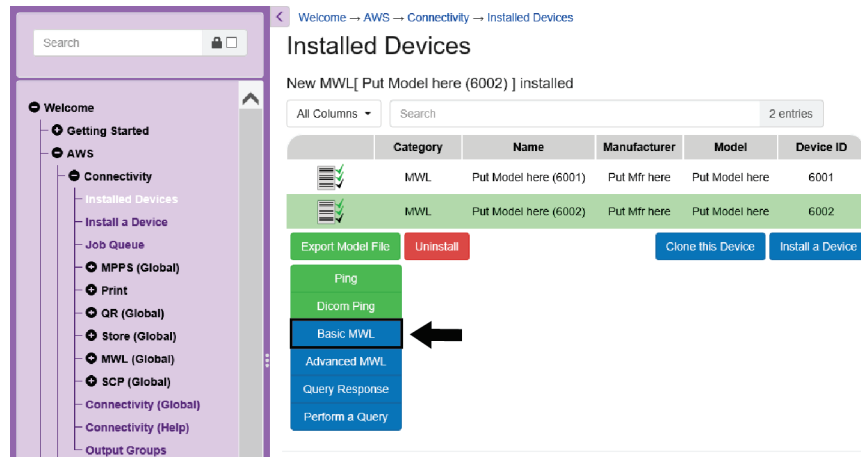 Search
Welcome
Getting Started
AWS
Connectivity
Installed Devices
Install a Device
Job Queue
MPPS (Global)
Print
QR (Global)
Store (Global)
MWL (Global)
SCP (Global)
Connectivity (Global)
Connectivity (Help)
Output Groups
Welcome → AWS → Connectivity → Installed Devices
Installed Devices
New MWL[ Put Model here (6002) ] installed
All Columns Search 2 entries
Category Name Manufacturer Model Device ID
MWL Put Model here (6001) Put Mfr here Put Model here 6001
MWL Put Model here (6002) Put Mfr here Put Model here 6002
Export Model File Uninstall Clone this Device Install a Device
Ping
Dicom Ping
Basic MWL
Advanced MWL
Query Response
Perform a Query